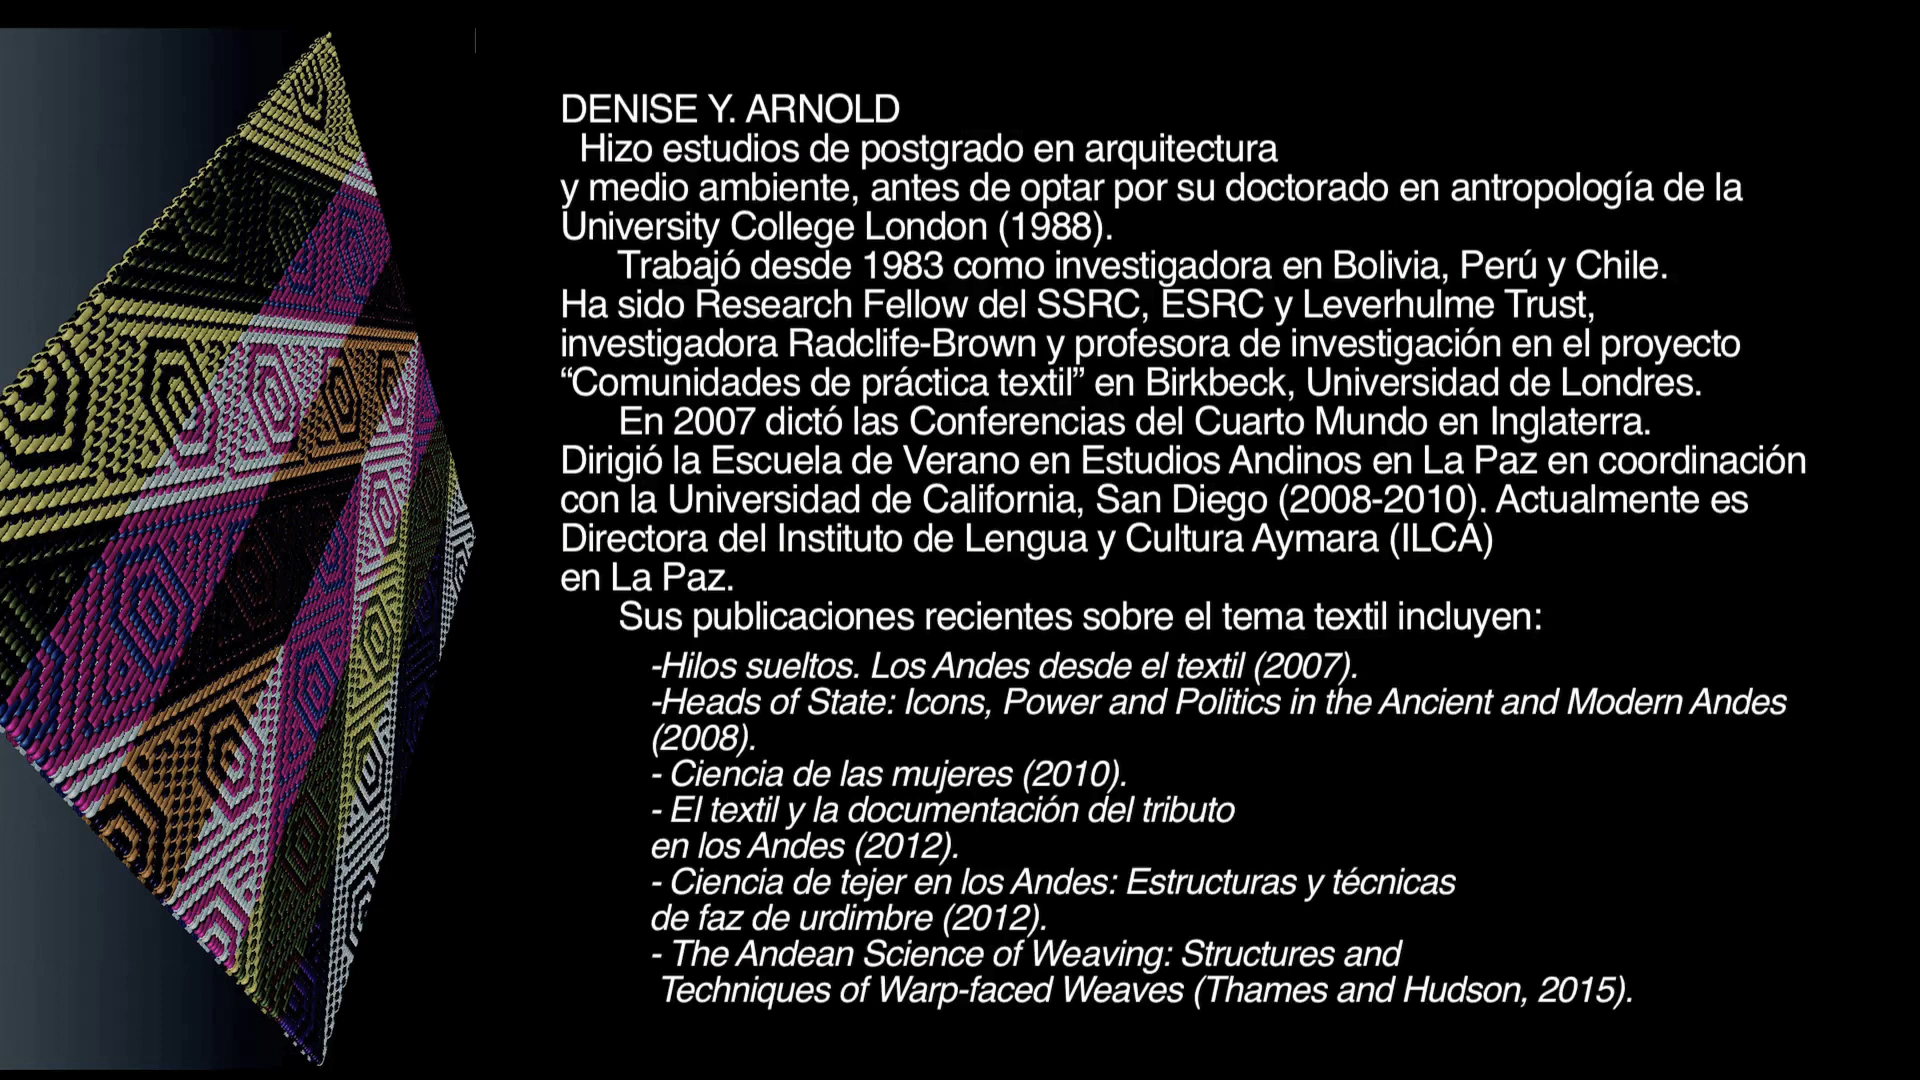 DENISE Y. ARNOLD
Hizo estudios de postgrado en arquitectura
y medio ambiente, antes de optar por su doctorado en antropología de la
University College London (1988).
Trabajó desde 1983 como investigadora en Bolivia, Perú y Chile.
Ha sido Research Fellow del SSRC, ESRC y Leverhulme Trust,
investigadora Radclife-Brown y profesora de investigación en el proyecto
“Comunidades de práctica textil” en Birkbeck, Universidad de Londres.
En 2007 dictó las Conferencias del Cuarto Mundo en Inglaterra.
Dirigió la Escuela de Verano en Estudios Andinos en La Paz en coordinación
con la Universidad de California, San Diego (2008-2010). Actualmente es
Directora del Instituto de Lengua y Cultura Aymara (ILCA)
en La Paz.
Sus publicaciones recientes sobre el tema textil incluyen:
-Hilos sueltos. Los Andes desde el textil (2007).
-Heads of State: Icons, Power and Politics in the Ancient and Modern Andes
(2008).
- Ciencia de las mujeres (2010).
- El textil y la documentación del tributo
en los Andes (2012).
- Ciencia de tejer en los Andes: Estructuras y técnicas
de faz de urdimbre (2012).
- The Andean Science of Weaving: Structures and
Techniques of Warp-faced Weaves (Thames and Hudson, 2015).